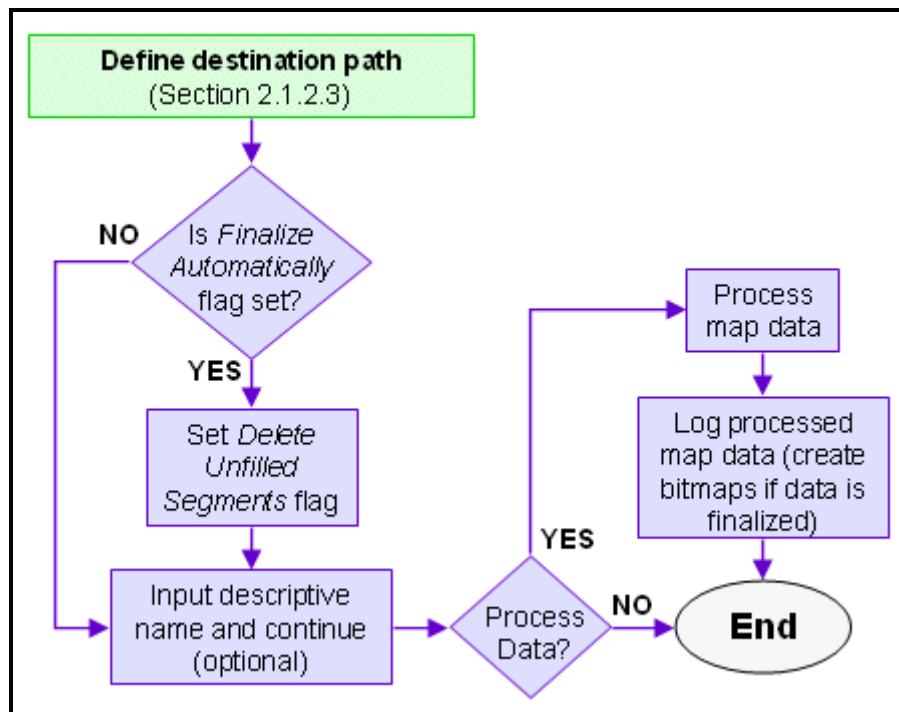 Define destination path
(Section 2.1.2.3)
NO
Is Finalize
Automatically
flag set?
YES
Set Delete
Unfilled
Segments flag
Input descriptive
name and continue
(optional)
Process
Data?
YES
NO
Process
map data
Log processed
map data (create
bitmaps if data is
finalized)
End